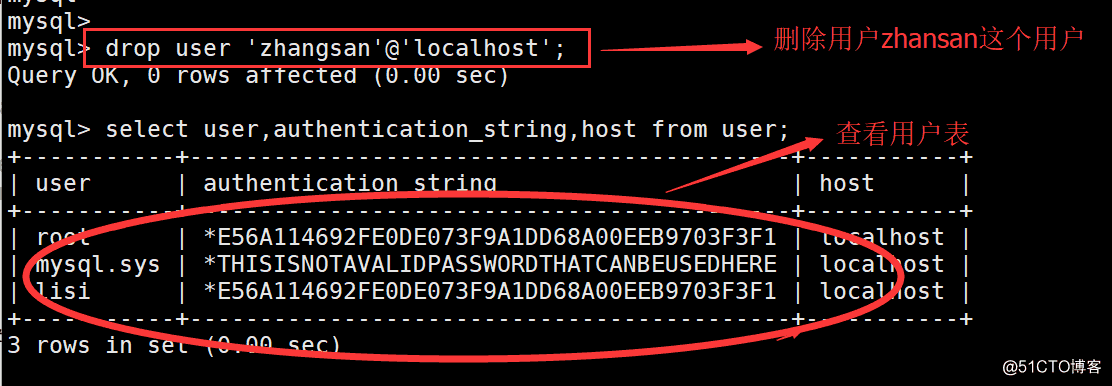 mysql>
mysql> drop user 'zhangsan'@'localhost'; 删除用户zhansan这个用户
Query OK, 0 rows affected (0.00 sec)
mysql> select user,authentication_string,host from user; 查看用户表
+-----------+-------------------------------------------+-----------+
| user | authentication_string | host |
+-----------+-------------------------------------------+-----------+
| root | *E56A114692FE0DE073F9A1DD68A00EEB9703F3F1 | localhost |
| mysql.sys | *THISISNOTAVALIDPASSWORDTHATCANBEUSEDHERE | localhost |
| lisi | *E56A114692FE0DE073F9A1DD68A00EEB9703F3F1 | localhost |
+-----------+-------------------------------------------+-----------+
3 rows in set (0.00 sec)
@51CTO博客